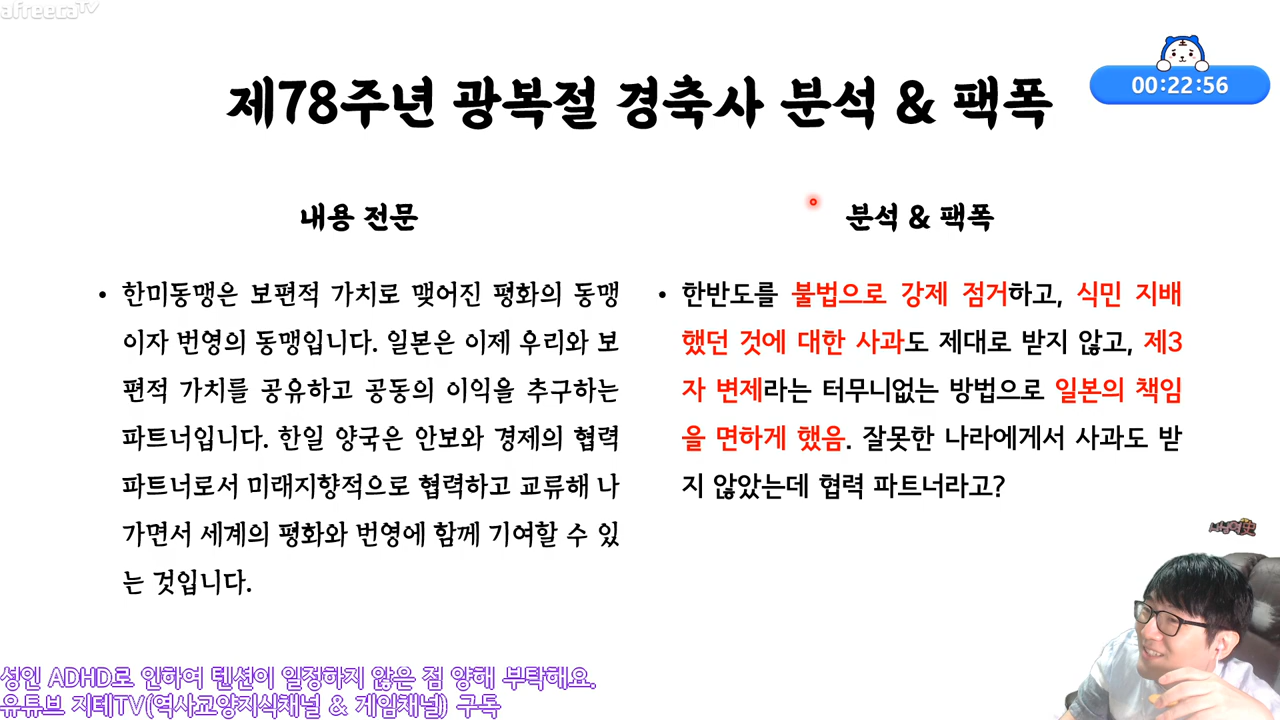 afreecaTV
00:22:56
제78주년 광복절 경축사 분석 & 팩폭
내용 전문
• 한미동맹은 보편적 가치로 맺어진 평화의 동맹
이자 번영의 동맹입니다. 일본은 이제 우리와 보
편적 가치를 공유하고 공동의 이익을 추구하는
파트너입니다. 한일 양국은 안보와 경제의 협력
파트너로서 미래지향적으로 협력하고 교류해 나
가면서 세계의 평화와 번영에 함께 기여할 수 있
는 것입니다.
분석 & 팩폭
• 한반도를 불법으로 강제 점거하고, 식민 지배
했던 것에 대한 사과도 제대로 받지 않고, 제3
자 변제라는 터무니없는 방법으로 일본의 책임
을 면하게 했음. 잘못한 나라에게서 사과도 받
지 않았는데 협력 파트너라고?
성인 ADHD로 인하여 텐션이 일정하지 않은 점 양해 부탁해요.
유튜브 지테TV(역사교양지식채널 & 게임채널) 구독